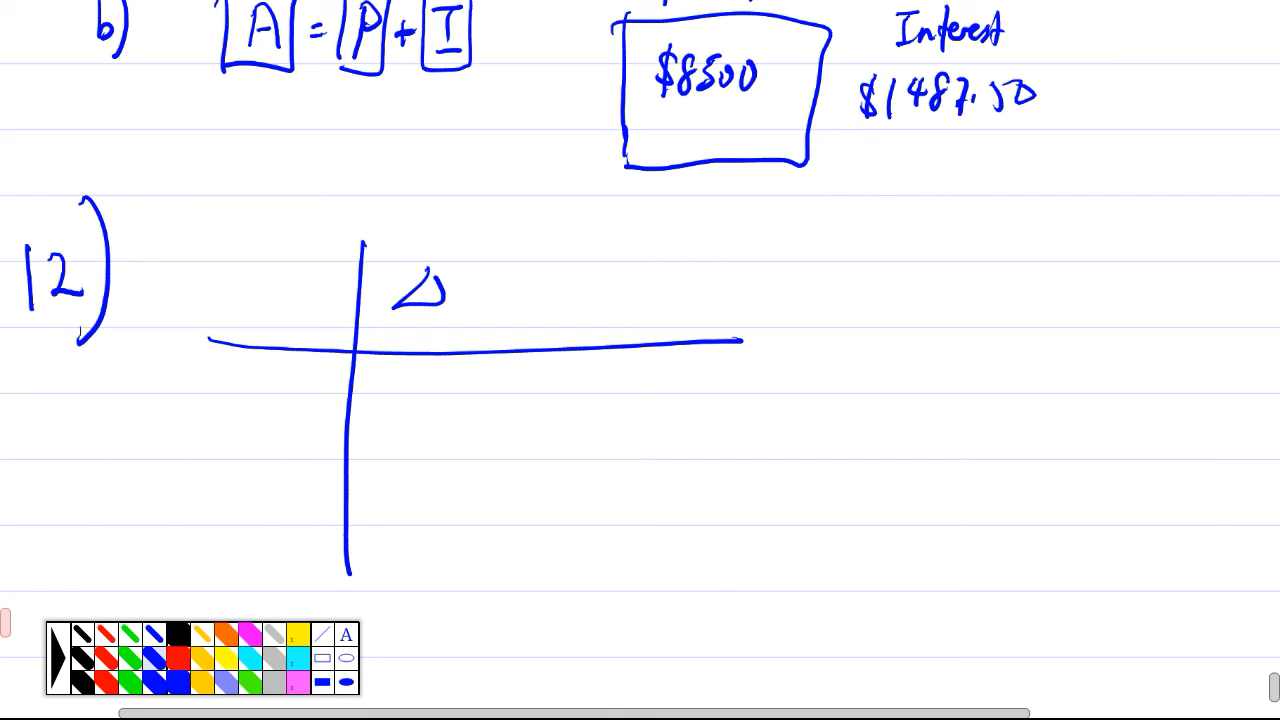 b) A = P + I
Interest
$8500
$1487.50
12)
A